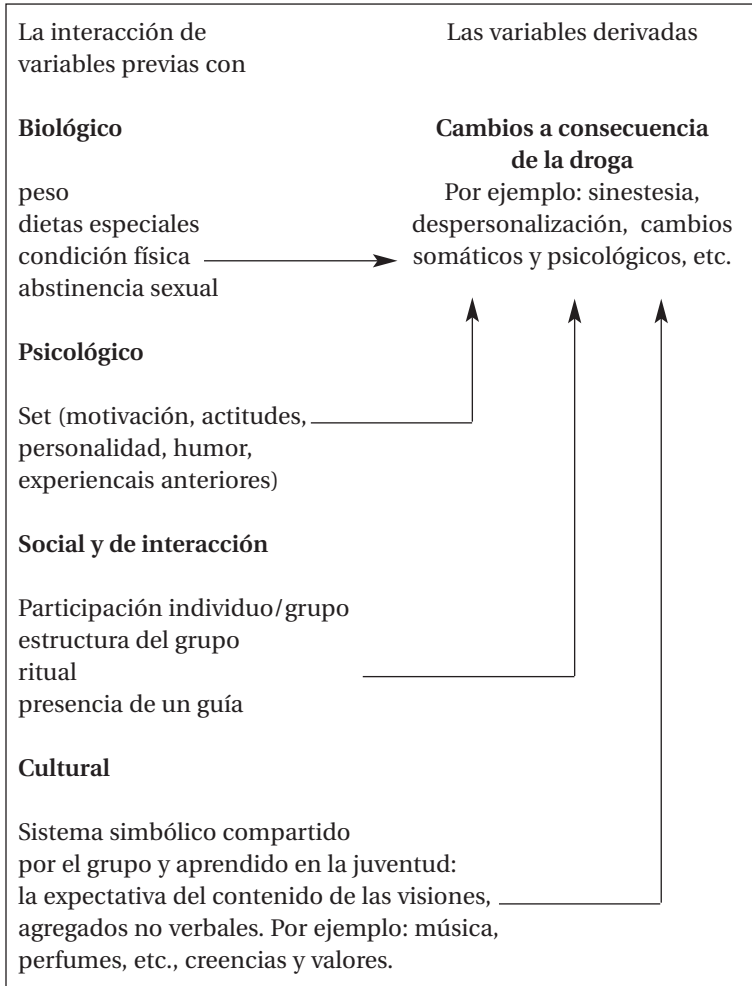 La interacción de
variables previas con
Las variables derivadas
Biológico
peso
dietas especiales
condición física
abstinencia sexual
Cambios a consecuencia
de la droga
Por ejemplo: sinestesia,
despersonalización, cambios
somáticos y psicológicos, etc.
Psicológico
Set (motivación, actitudes,
personalidad, humor,
experiencais anteriores)
Social y de interacción
Participación individuo/grupo
estructura del grupo
ritual
presencia de un guía
Cultural
Sistema simbólico compartido
por el grupo y aprendido en la juventud:
la expectativa del contenido de las visiones,
agregados no verbales. Por ejemplo: música,
perfumes, etc., creencias y valores.